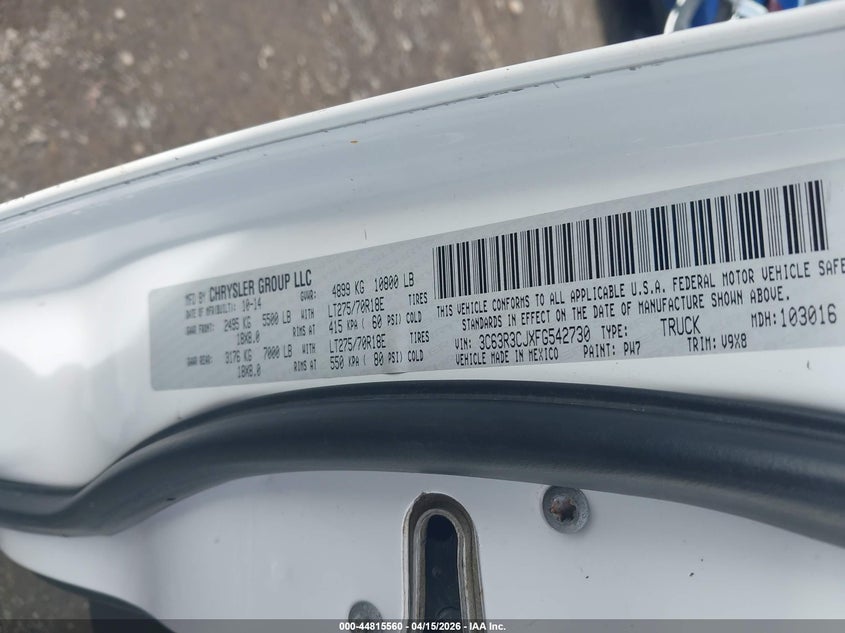 MFD BY CHRYSLER GROUP LLC
DATE OF MFR(BUILT): 10-14 GVWR: 4899 KG 10800 LB
GAWR FRONT: 2495 KG 5500 LB WITH LT275/70R18E TIRES
18X8.0 RIMS AT 415 KPA ( 60 PSI) COLD
GAWR REAR: 3176 KG 7000 LB WITH LT275/70R18E TIRES
18X8.0 RIMS AT 550 KPA ( 80 PSI) COLD
THIS VEHICLE CONFORMS TO ALL APPLICABLE U.S.A. FEDERAL MOTOR VEHICLE SAFE
STANDARDS IN EFFECT ON THE DATE OF MANUFACTURE SHOWN ABOVE.
VIN: 3C63R3CJXFG542730 TYPE: TRUCK MDH: 103016
VEHICLE MADE IN MEXICO PAINT: PW7 TRIM: V9X8
000-44815560 | 04/15/2026 | IAA Inc.